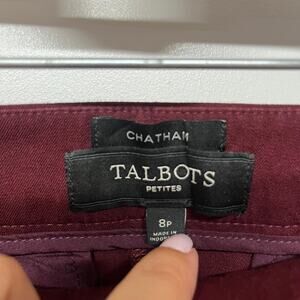 CHATHAM
TALBOTS
PETITES
8P
MADE IN